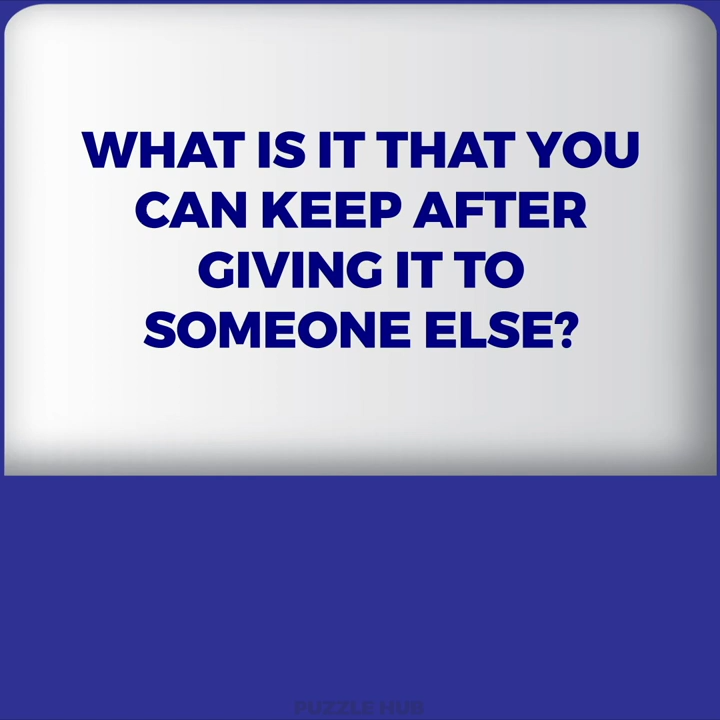 WHAT IS IT THAT YOU
CAN KEEP AFTER
GIVING IT TO
SOMEONE ELSE?
PUZZLE HUB